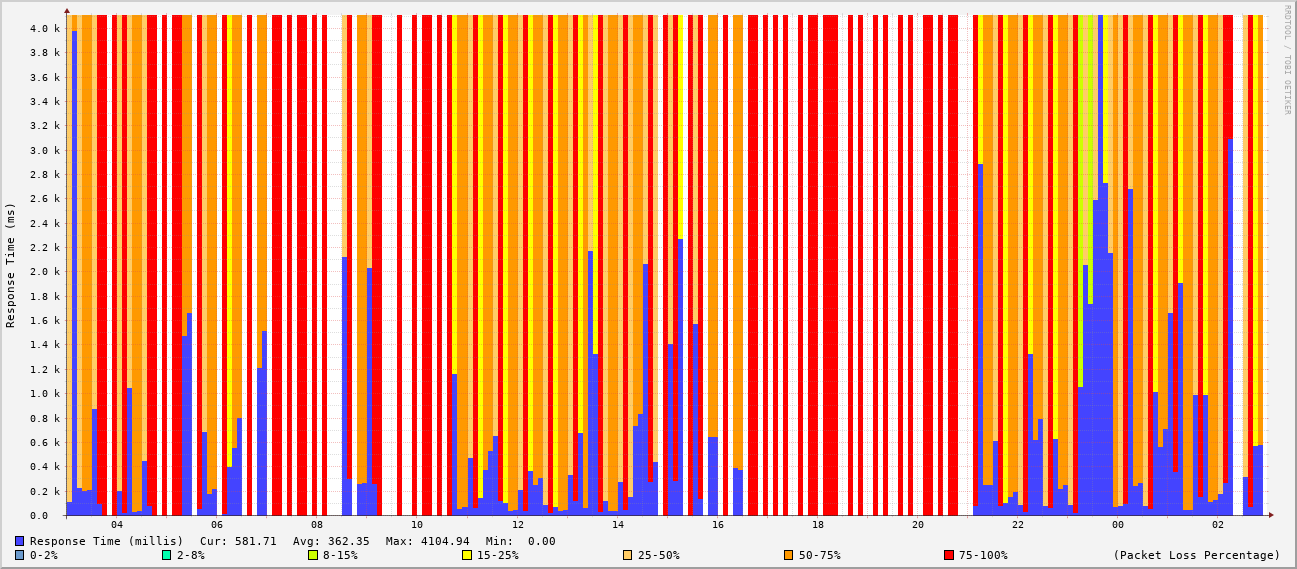 RRDTOOL / TOBI OETIKER
Response Time (ms)
4.0 k
3.8 k
3.6 k
3.4 k
3.2 k
3.0 k
2.8 k
2.6 k
2.4 k
2.2 k
2.0 k
1.8 k
1.6 k
1.4 k
1.2 k
1.0 k
0.8 k
0.6 k
0.4 k
0.2 k
0.0
04 06 08 10 12 14 16 18 20 22 00 02
Response Time (millis) Cur: 581.71 Avg: 362.35 Max: 4104.94 Min: 0.00
0-2% 2-8% 8-15% 15-25% 25-50% 50-75% 75-100% (Packet Loss Percentage)